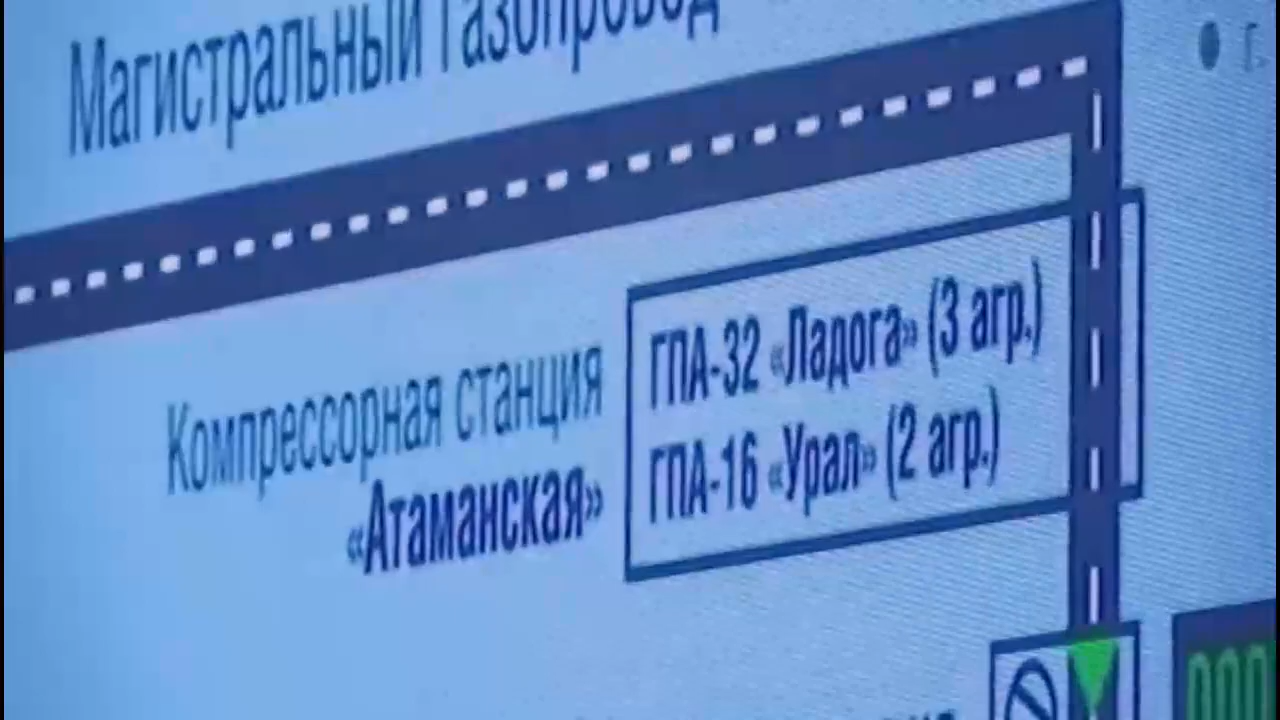 Магистральный газопровод
г.
Компрессорная станция
«Атаманская»
ГПА-32 «Ладога» (3 агр.)
ГПА-16 «Урал» (2 агр.)